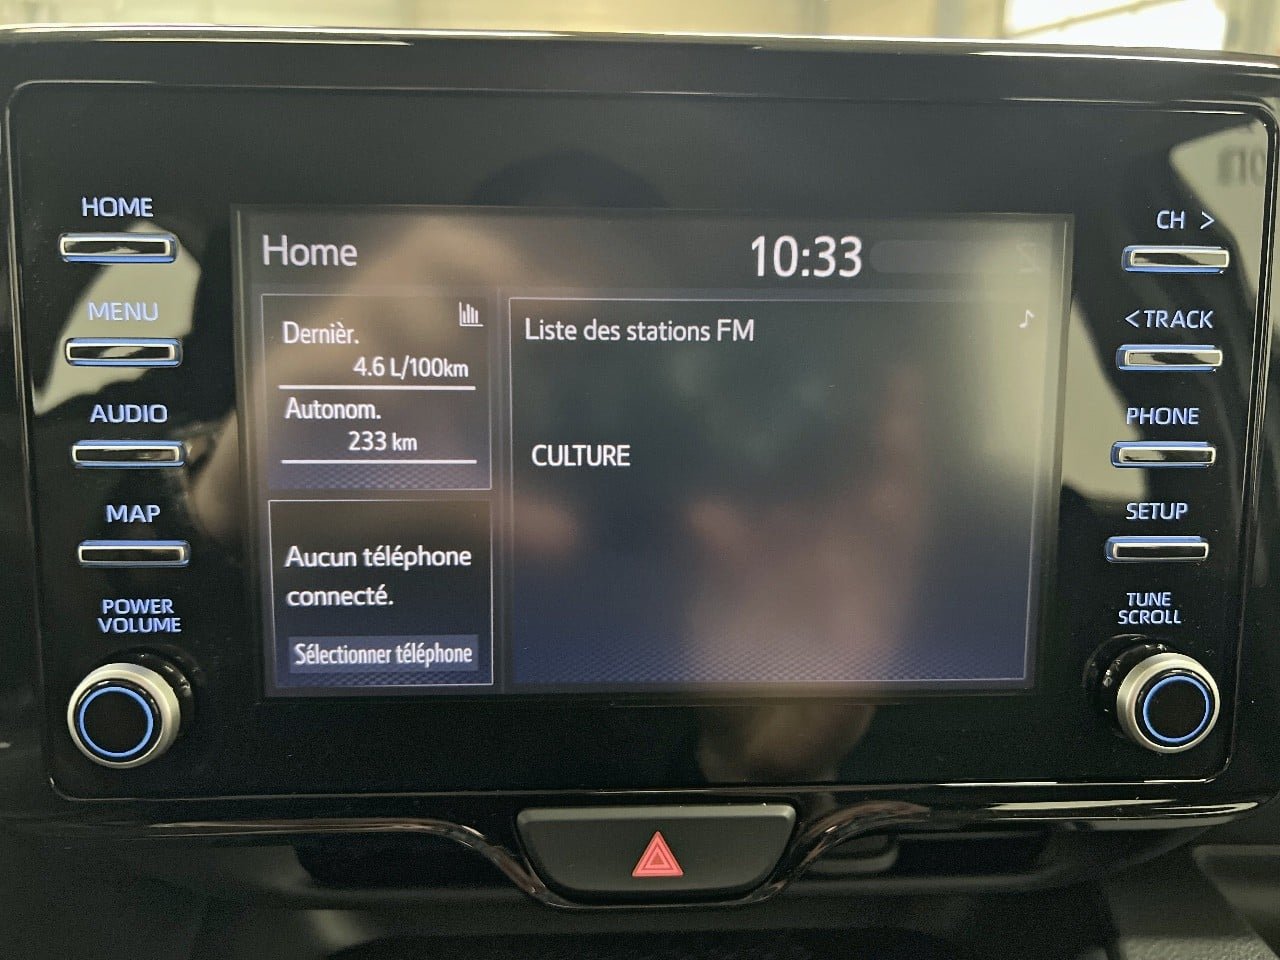 HOME
MENU
AUDIO
MAP
POWER
VOLUME
Home
10:33
Dernièr.
4.6 L/100km
Autonom.
233 km
Aucun téléphone
connecté.
Sélectionner téléphone
Liste des stations FM
CULTURE
CH >
< TRACK
PHONE
SETUP
TUNE
SCROLL